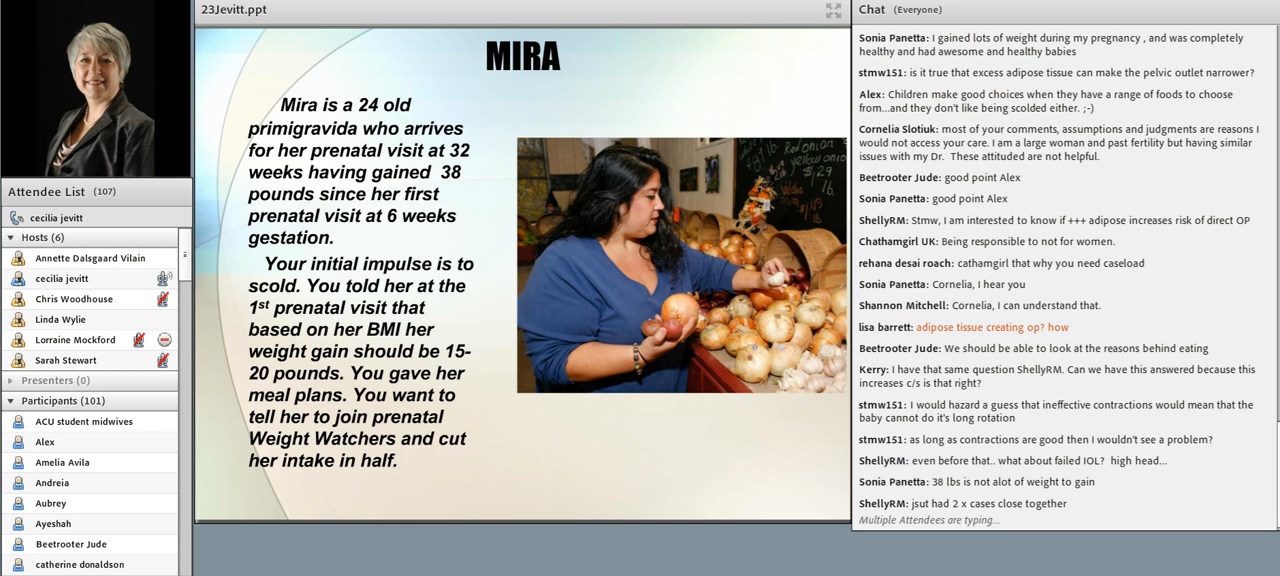 23Jevitt.ppt
Chat (Everyone)
Attendee List (107)
cecilia jevitt
Hosts (6)
Annette Dalsgaard Vilain
cecilia jevitt
Chris Woodhouse
Linda Wylie
Lorraine Mockford
Sarah Stewart
Presenters (0)
Participants (101)
ACU student midwives
Alex
Amelia Avila
Andreia
Aubrey
Ayeshah
Beetrooter Jude
catherine donaldson
MIRA
Mira is a 24 old
primigravida who arrives
for her prenatal visit at 32
weeks having gained 38
pounds since her first
prenatal visit at 6 weeks
gestation.
Your initial impulse is to
scold. You told her at the
1st prenatal visit that
based on her BMI her
weight gain should be 15-
20 pounds. You gave her
meal plans. You want to
tell her to join prenatal
Weight Watchers and cut
her intake in half.
Red onion
$1.29
lb.
Sonia Panetta: I gained lots of weight during my pregnancy , and was completely
healthy and had awesome and healthy babies
stmw151: is it true that excess adipose tissue can make the pelvic outlet narrower?
Alex: Children make good choices when they have a range of foods to choose
from...and they don't like being scolded either. ;-)
Cornelia Slotiuk: most of your comments, assumptions and judgments are reasons I
would not access your care. I am a large woman and past fertility but having similar
issues with my Dr. These attituded are not helpful.
Beetrooter Jude: good point Alex
Sonia Panetta: good point Alex
ShellyRM: Stmw, I am interested to know if +++ adipose increases risk of direct OP
Chathamgirl UK: Being responsible to not for women.
rehana desai roach: cathamgirl that why you need caseload
Sonia Panetta: Cornelia, I hear you
Shannon Mitchell: Cornelia, I can understand that.
lisa barrett: adipose tissue creating op? how
Beetrooter Jude: We should be able to look at the reasons behind eating
Kerry: I have that same question ShellyRM. Can we have this answered because this
increases c/s is that right?
stmw151: I would hazard a guess that ineffective contractions would mean that the
baby cannot do it's long rotation
stmw151: as long as contractions are good then I wouldn't see a problem?
ShellyRM: even before that.. what about failed IOL? high head...
Sonia Panetta: 38 lbs is not alot of weight to gain
ShellyRM: jsut had 2 x cases close together
Multiple Attendees are typing...